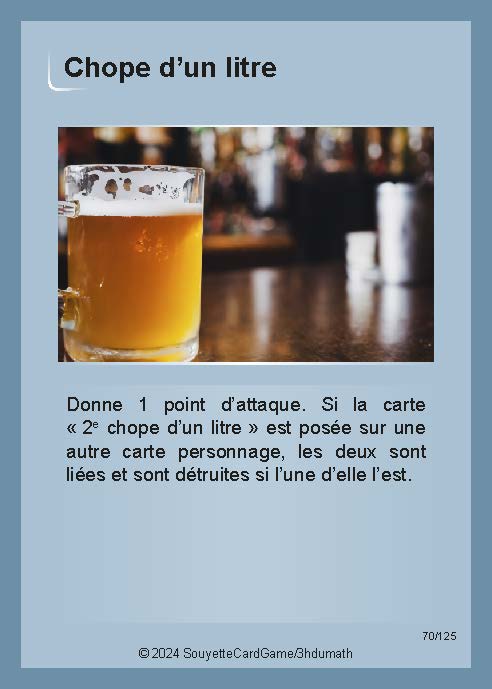 Chope d’un litre
Donne 1 point d’attaque. Si la carte
« 2e chope d’un litre » est posée sur une
autre carte personnage, les deux sont
liées et sont détruites si l’une d’elle l’est.
70/125
© 2024 SouyetteCardGame/3hdumath